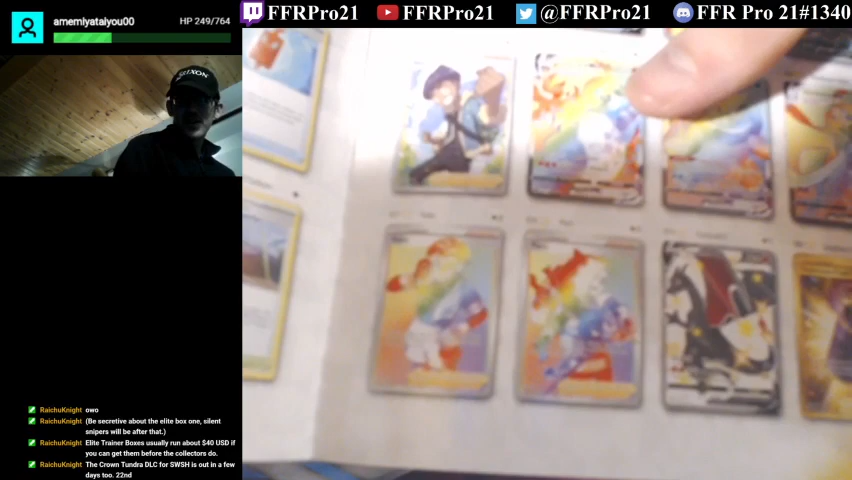 amemlyatalyou00
HP 249/764
FFRPro21
FFRPro21
@FFRPro21
FFR Pro 21#1340
SRIXON
RaichuKnight owo
RaichuKnight (Be secretive about the elite box one, silent
snipers will be after that.)
RaichuKnight Elite Trainer Boxes usually run about $40 USD if
you can get them before the collectors do.
RaichuKnight The Crown Tundra DLC for SWSH is out in a few
days too. 22nd